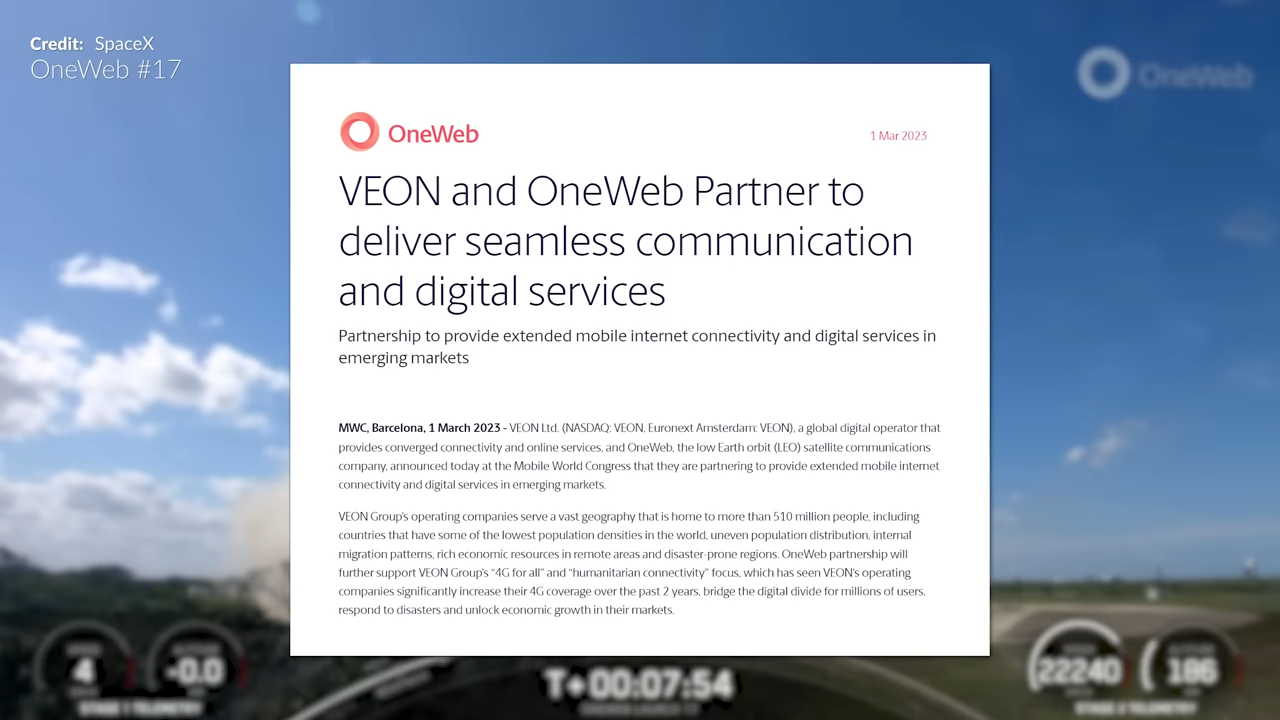 Credit: SpaceX
OneWeb #17
OneWeb
OneWeb
1 Mar 2023
VEON and OneWeb Partner to
deliver seamless communication
and digital services
Partnership to provide extended mobile internet connectivity and digital services in
emerging markets
MWC, Barcelona, 1 March 2023 - VEON Ltd. (NASDAQ: VEON, Euronext Amsterdam: VEON), a global digital operator that
provides converged connectivity and online services, and OneWeb, the low Earth orbit (LEO) satellite communications
company, announced today at the Mobile World Congress that they are partnering to provide extended mobile internet
connectivity and digital services in emerging markets.
VEON Group's operating companies serve a vast geography that is home to more than 510 million people, including
countries that have some of the lowest population densities in the world, uneven population distribution, internal
migration patterns, rich economic resources in remote areas and disaster-prone regions. OneWeb partnership will
further support VEON Group's "4G for all" and "humanitarian connectivity" focus, which has seen VEON's operating
companies significantly increase their 4G coverage over the past 2 years, bridge the digital divide for millions of users,
respond to disasters and unlock economic growth in their markets.
4
-0.0
STAGE 1 TELEMETRY
T+00:07:54
22240
186
STAGE 2 TELEMETRY